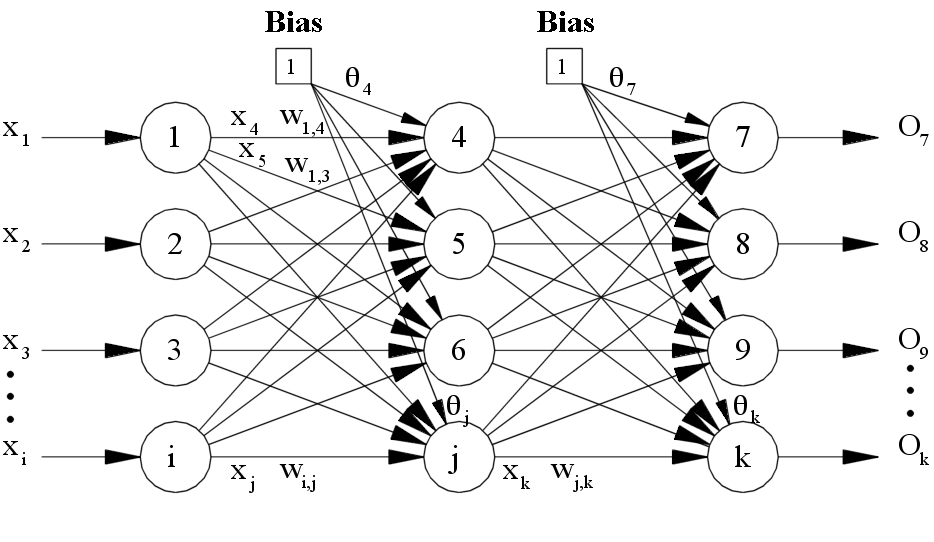 Bias Bias
1 1
θ4 θ7
x1 1 x4 w1,4 4 7 O7
x5 w1,3
x2 2 5 8 O8
x3 3 6 9 O9
θj θk
xi i j k Ok
xj wi,j xk wj,k